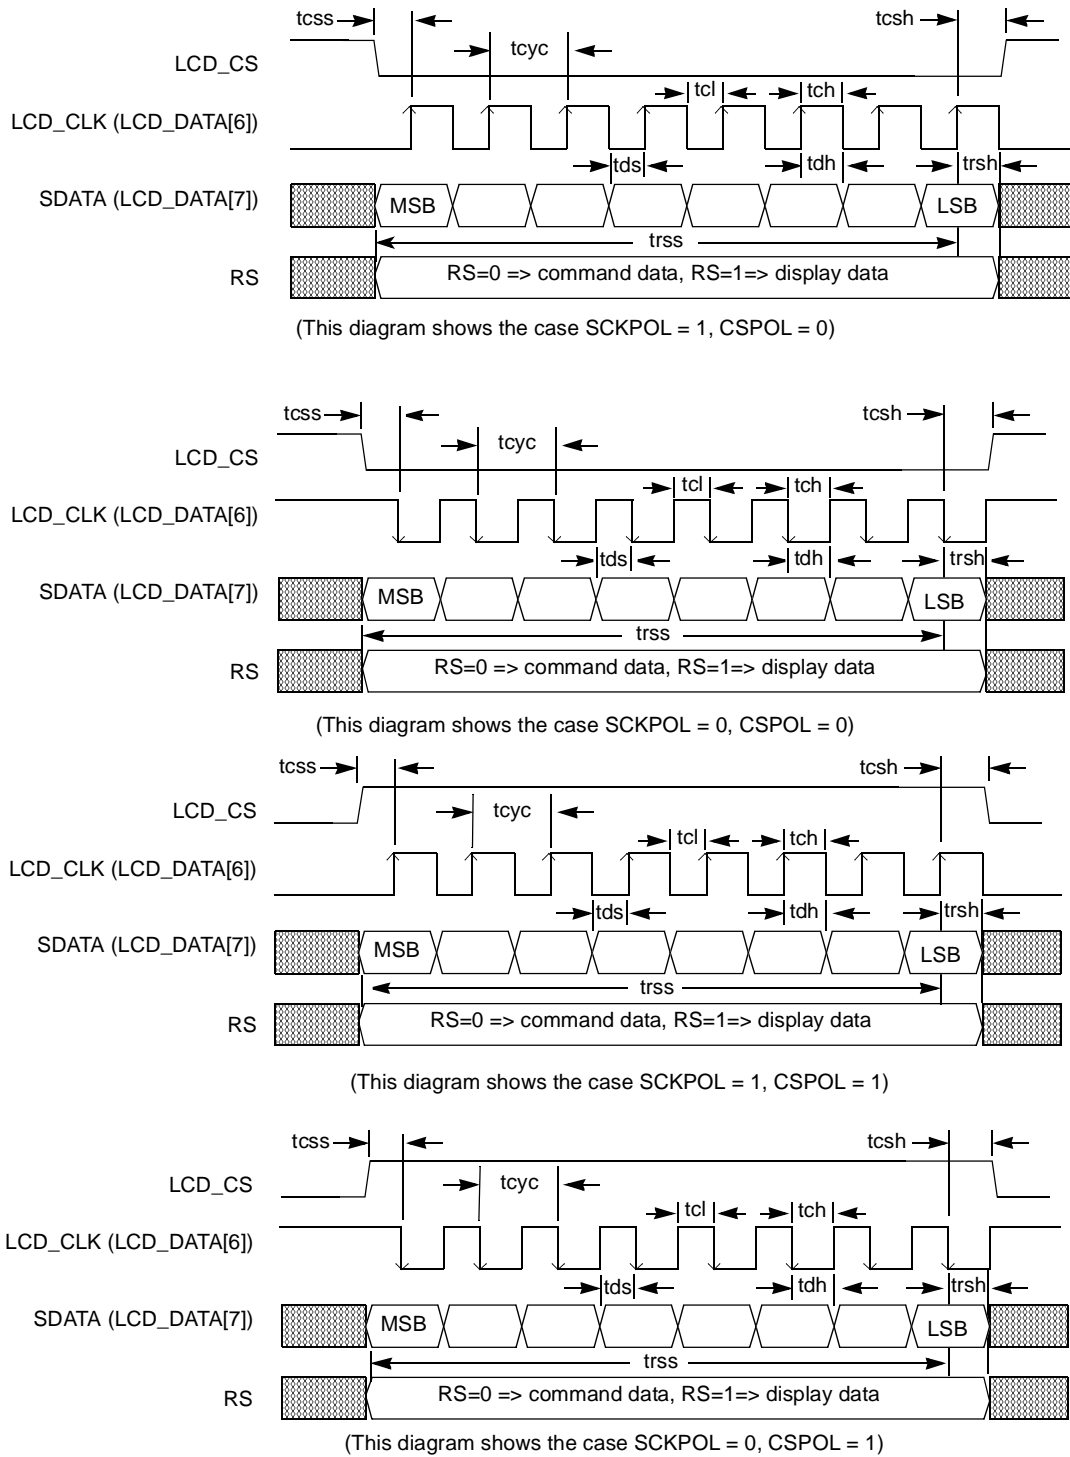 tcss
tcsh
LCD_CS
tcyc
tcl
tch
LCD_CLK (LCD_DATA[6])
tds
tdh
trsh
SDATA (LCD_DATA[7])
MSB
LSB
trss
RS
RS=0 => command data, RS=1=> display data
(This diagram shows the case SCKPOL = 1, CSPOL = 0)
tcss
tcsh
LCD_CS
tcyc
tcl
tch
LCD_CLK (LCD_DATA[6])
tds
tdh
trsh
SDATA (LCD_DATA[7])
MSB
LSB
trss
RS
RS=0 => command data, RS=1=> display data
(This diagram shows the case SCKPOL = 0, CSPOL = 0)
tcss
tcsh
LCD_CS
tcyc
tcl
tch
LCD_CLK (LCD_DATA[6])
tds
tdh
trsh
SDATA (LCD_DATA[7])
MSB
LSB
trss
RS
RS=0 => command data, RS=1=> display data
(This diagram shows the case SCKPOL = 1, CSPOL = 1)
tcss
tcsh
LCD_CS
tcyc
tcl
tch
LCD_CLK (LCD_DATA[6])
tds
tdh
trsh
SDATA (LCD_DATA[7])
MSB
LSB
trss
RS
RS=0 => command data, RS=1=> display data
(This diagram shows the case SCKPOL = 0, CSPOL = 1)